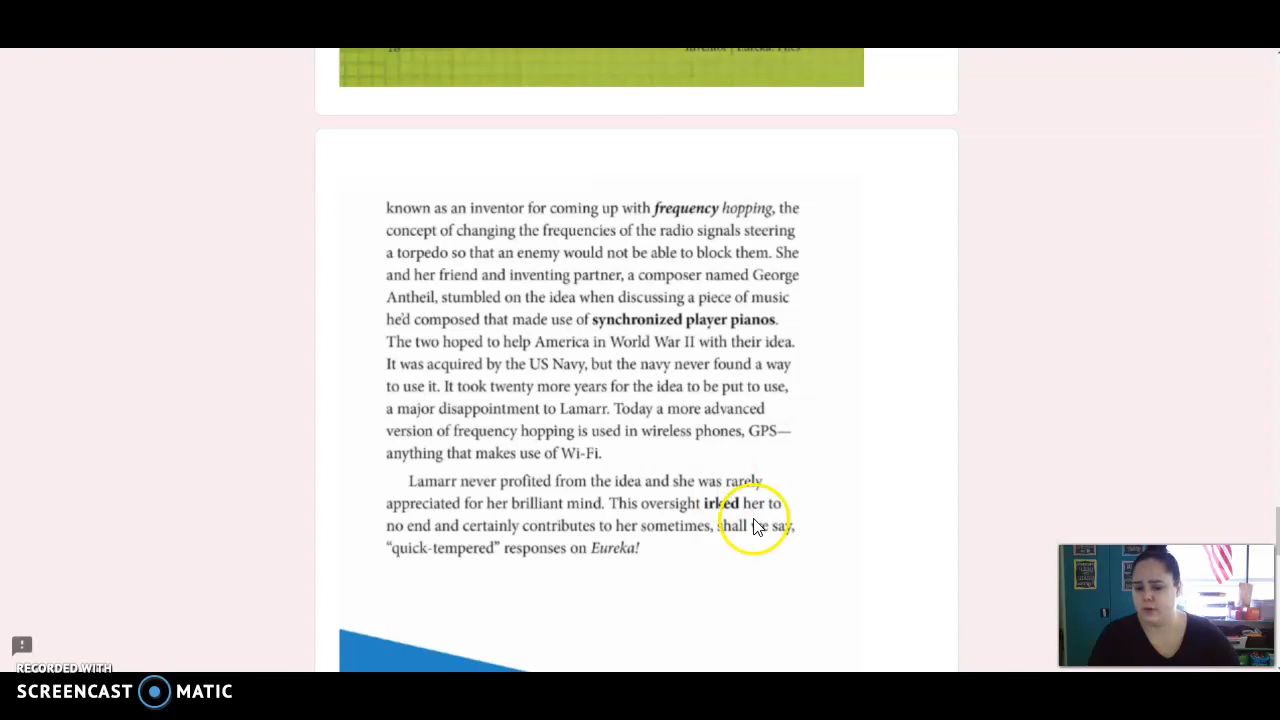 known as an inventor for coming up with frequency hopping, the
concept of changing the frequencies of the radio signals steering
a torpedo so that an enemy would not be able to block them. She
and her friend and inventing partner, a composer named George
Antheil, stumbled on the idea when discussing a piece of music
he'd composed that made use of synchronized player pianos.
The two hoped to help America in World War II with their idea.
It was acquired by the US Navy, but the navy never found a way
to use it. It took twenty more years for the idea to be put to use,
a major disappointment to Lamarr. Today a more advanced
version of frequency hopping is used in wireless phones, GPS—
anything that makes use of Wi-Fi.
Lamarr never profited from the idea and she was rarely
appreciated for her brilliant mind. This oversight irked her to
no end and certainly contributes to her sometimes, shall we say,
“quick-tempered” responses on Eureka!
RECORDED WITH
SCREENCAST MATIC